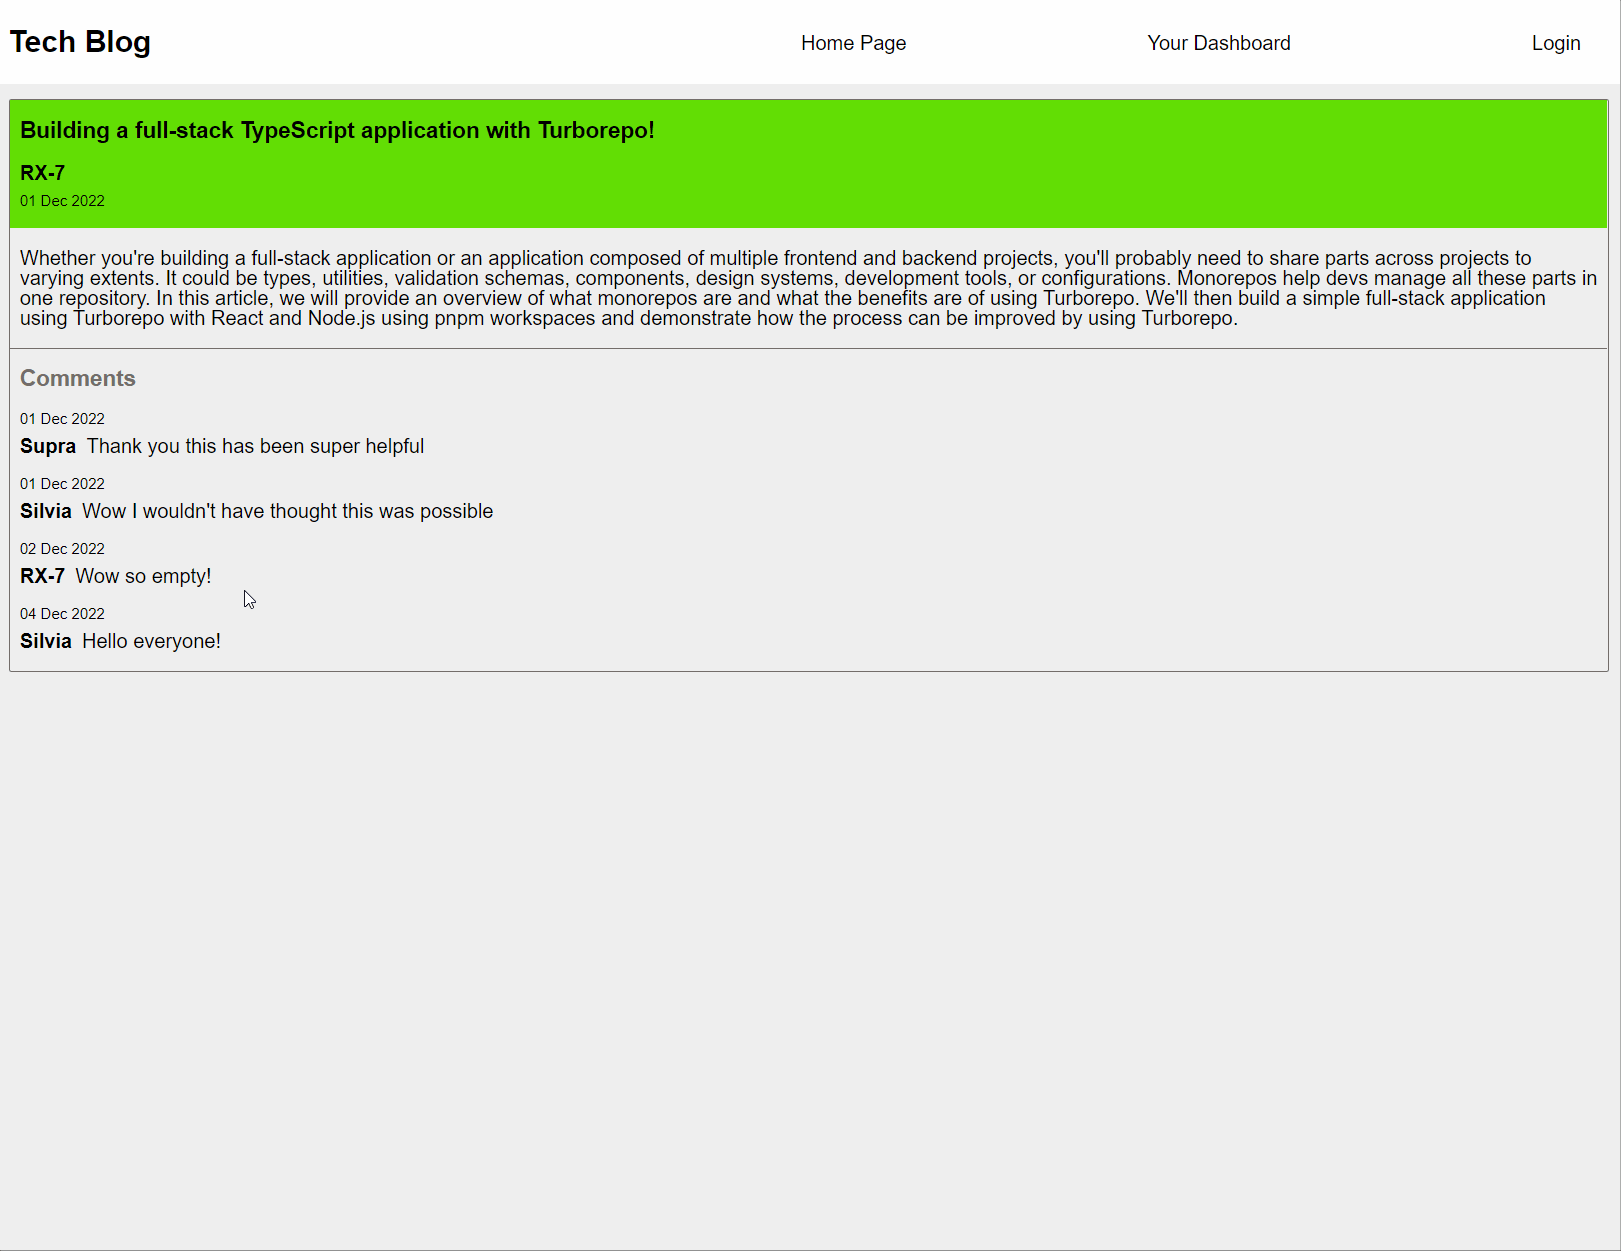 Tech Blog
Home Page
Your Dashboard
Login
Building a full-stack TypeScript application with Turborepo!
RX-7
01 Dec 2022
Whether you're building a full-stack application or an application composed of multiple frontend and backend projects, you'll probably need to share parts across projects to
varying extents. It could be types, utilities, validation schemas, components, design systems, development tools, or configurations. Monorepos help devs manage all these parts in
one repository. In this article, we will provide an overview of what monorepos are and what the benefits are of using Turborepo. We'll then build a simple full-stack application
using Turborepo with React and Node.js using pnpm workspaces and demonstrate how the process can be improved by using Turborepo.
Comments
01 Dec 2022
Supra Thank you this has been super helpful
01 Dec 2022
Silvia Wow I wouldn't have thought this was possible
02 Dec 2022
RX-7 Wow so empty!
04 Dec 2022
Silvia Hello everyone!